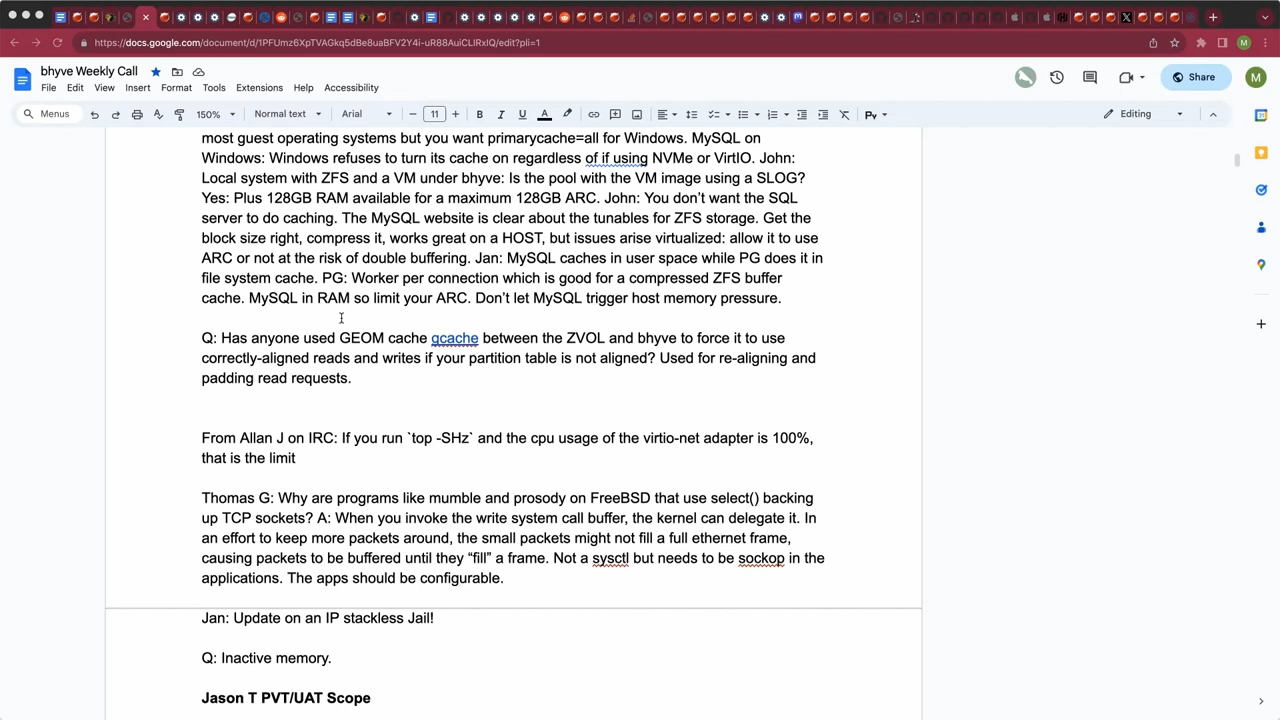 https://docs.google.com/document/d/1PFUmz6XpTVAGkq5dBe8uaBFV2Y4i-uR88AuiCLIRxIQ/edit?pli=1
bhyve Weekly Call
File Edit View Insert Format Tools Extensions Help Accessibility
Share
M
Menus
150%
Normal text
Arial
11
Editing
most guest operating systems but you want primarycache=all for Windows. MySQL on
Windows: Windows refuses to turn its cache on regardless of if using NVMe or VirtIO. John:
Local system with ZFS and a VM under bhyve: Is the pool with the VM image using a SLOG?
Yes: Plus 128GB RAM available for a maximum 128GB ARC. John: You don’t want the SQL
server to do caching. The MySQL website is clear about the tunables for ZFS storage. Get the
block size right, compress it, works great on a HOST, but issues arise virtualized: allow it to use
ARC or not at the risk of double buffering. Jan: MySQL caches in user space while PG does it in
file system cache. PG: Worker per connection which is good for a compressed ZFS buffer
cache. MySQL in RAM so limit your ARC. Don’t let MySQL trigger host memory pressure.
Q: Has anyone used GEOM cache gcache between the ZVOL and bhyve to force it to use
correctly-aligned reads and writes if your partition table is not aligned? Used for re-aligning and
padding read requests.
From Allan J on IRC: If you run `top -SHz` and the cpu usage of the virtio-net adapter is 100%,
that is the limit
Thomas G: Why are programs like mumble and prosody on FreeBSD that use select() backing
up TCP sockets? A: When you invoke the write system call buffer, the kernel can delegate it. In
an effort to keep more packets around, the small packets might not fill a full ethernet frame,
causing packets to be buffered until they “fill” a frame. Not a sysctl but needs to be sockop in the
applications. The apps should be configurable.
Jan: Update on an IP stackless Jail!
Q: Inactive memory.
Jason T PVT/UAT Scope